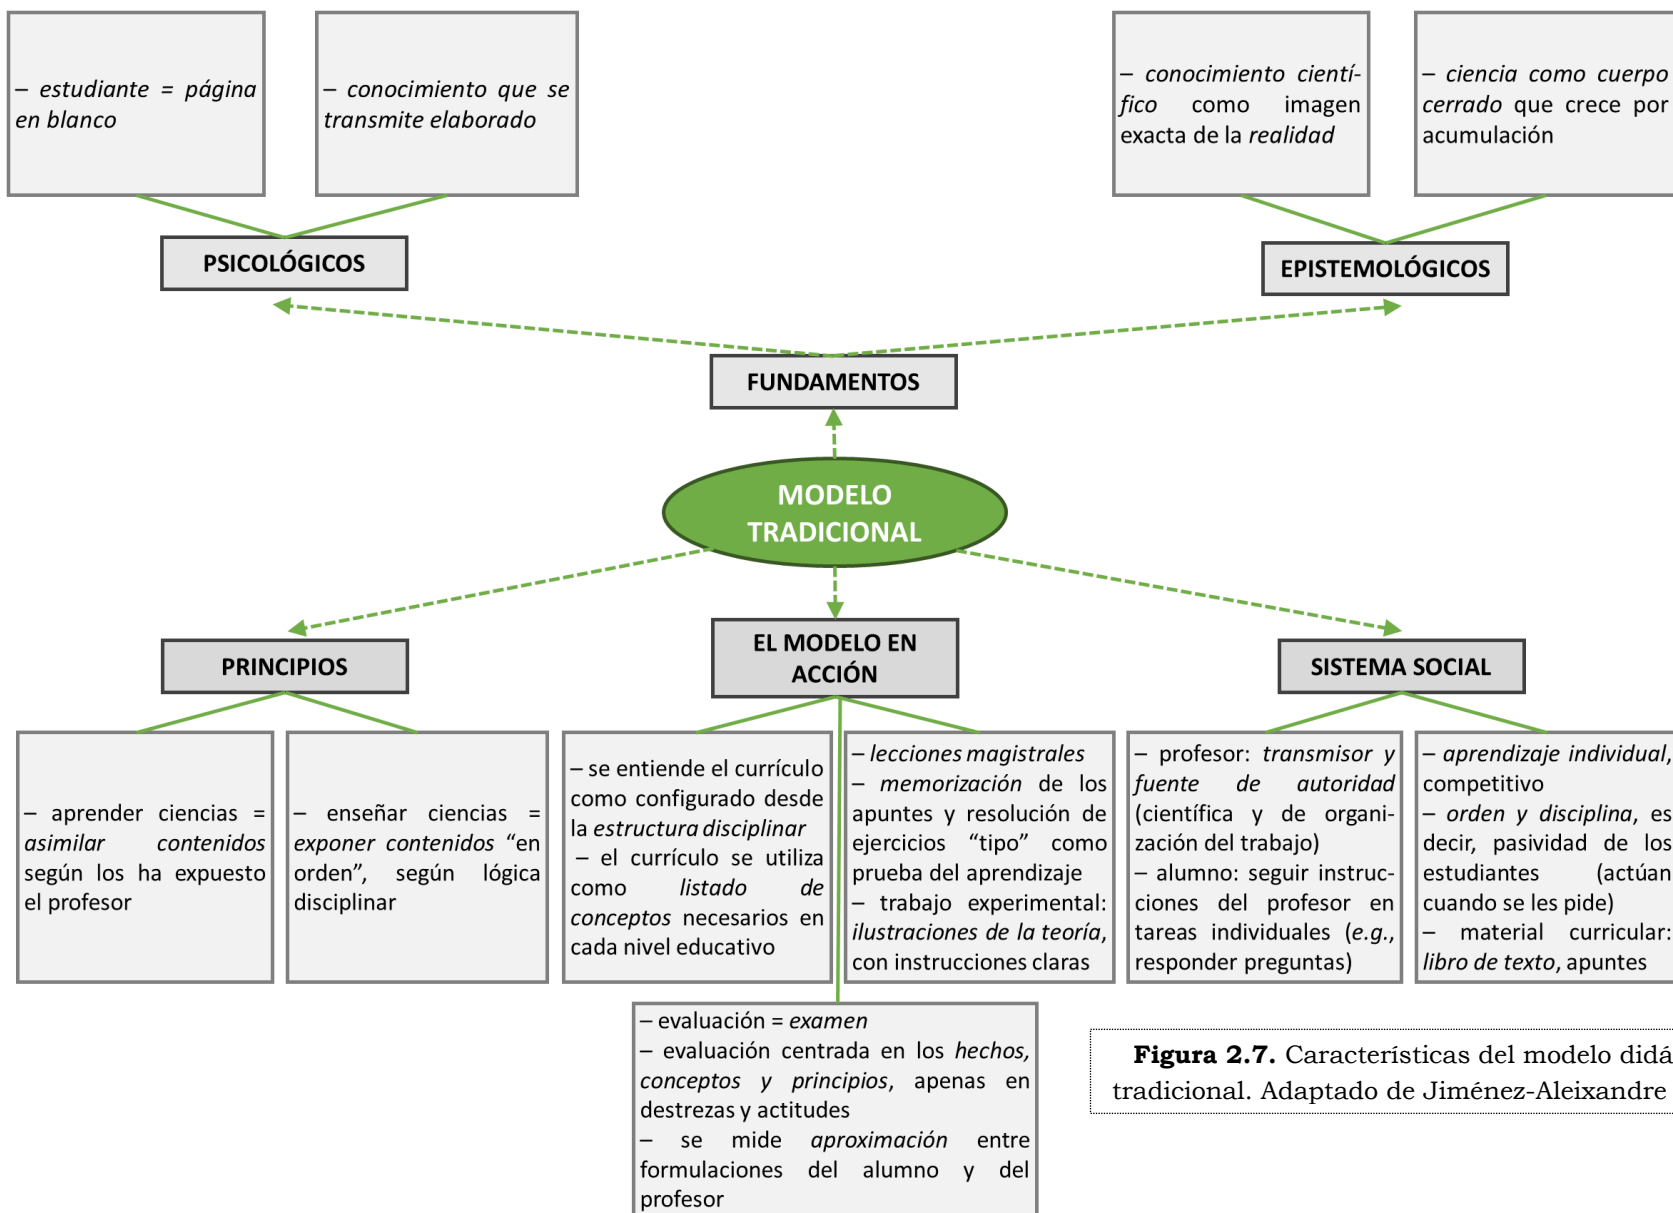 – estudiante = página
en blanco
– conocimiento que se
transmite elaborado
– conocimiento cientí-
fico como imagen
exacta de la realidad
– ciencia como cuerpo
cerrado que crece por
acumulación
PSICOLÓGICOS
EPISTEMOLÓGICOS
FUNDAMENTOS
MODELO
TRADICIONAL
PRINCIPIOS
EL MODELO EN
ACCIÓN
SISTEMA SOCIAL
– aprender ciencias =
asimilar contenidos
según los ha expuesto
el profesor
– enseñar ciencias =
exponer contenidos “en
orden”, según lógica
disciplinar
– se entiende el currículo
como configurado desde
la estructura disciplinar
– el currículo se utiliza
como listado de
conceptos necesarios en
cada nivel educativo
– lecciones magistrales
– memorización de los
apuntes y resolución de
ejercicios “tipo” como
prueba del aprendizaje
– trabajo experimental:
ilustraciones de la teoría,
con instrucciones claras
– profesor: transmisor y
fuente de autoridad
(científica y de organi-
zación del trabajo)
– alumno: seguir instruc-
ciones del profesor en
tareas individuales (e.g.,
responder preguntas)
– aprendizaje individual,
competitivo
– orden y disciplina, es
decir, pasividad de los
estudiantes (actúan
cuando se les pide)
– material curricular:
libro de texto, apuntes
– evaluación = examen
– evaluación centrada en los hechos,
conceptos y principios, apenas en
destrezas y actitudes
– se mide aproximación entre
formulaciones del alumno y del
profesor
Figura 2.7. Características del modelo didá
tradicional. Adaptado de Jiménez-Aleixandre